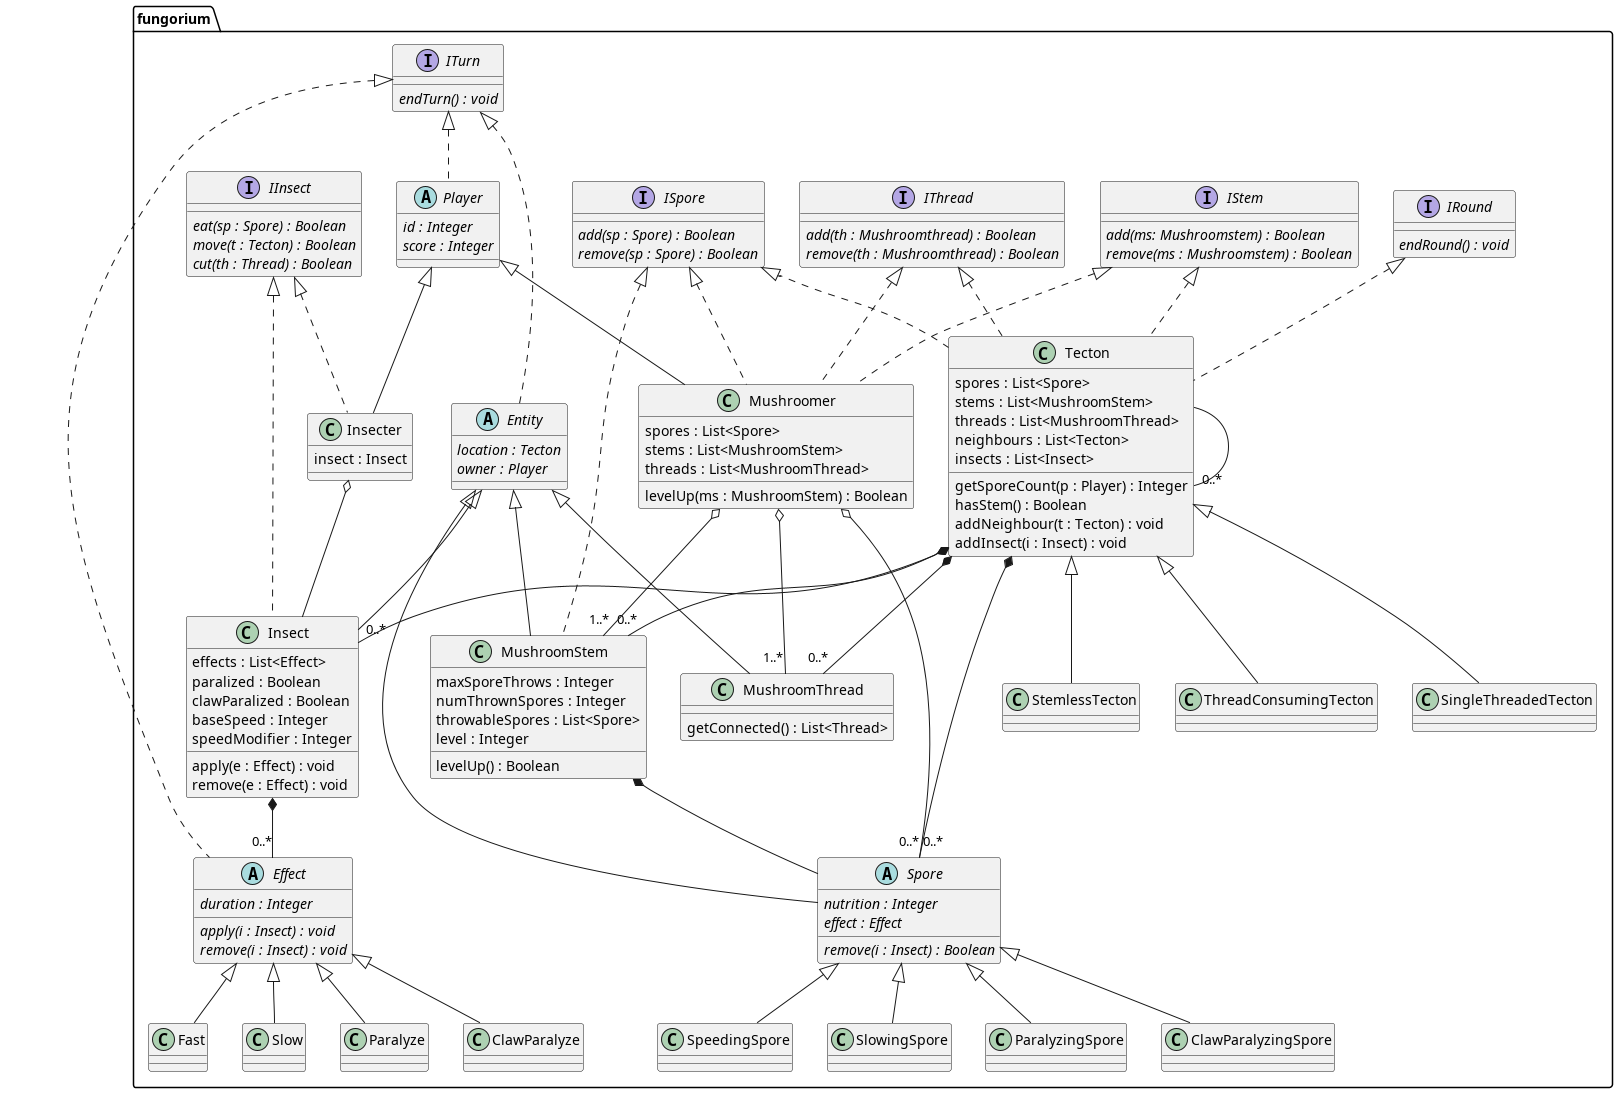 fungorium
I ITurn
endTurn() : void
I IInsect
eat(sp : Spore) : Boolean
move(t : Tecton) : Boolean
cut(th : Thread) : Boolean
A Player
id : Integer
score : Integer
I ISpore
add(sp : Spore) : Boolean
remove(sp : Spore) : Boolean
I IThread
add(th : Mushroomthread) : Boolean
remove(th : Mushroomthread) : Boolean
I IStem
add(ms: Mushroomstem) : Boolean
remove(ms : Mushroomstem) : Boolean
I IRound
endRound() : void
C Insecter
insect : Insect
A Entity
location : Tecton
owner : Player
C Mushroomer
spores : List<Spore>
stems : List<MushroomStem>
threads : List<MushroomThread>
levelUp(ms : MushroomStem) : Boolean
C Tecton
spores : List<Spore>
stems : List<MushroomStem>
threads : List<MushroomThread>
neighbours : List<Tecton>
insects : List<Insect>
getSporeCount(p : Player) : Integer
hasStem() : Boolean
addNeighbour(t : Tecton) : void
addInsect(i : Insect) : void
0..*
C Insect
effects : List<Effect>
paralized : Boolean
clawParalized : Boolean
baseSpeed : Integer
speedModifier : Integer
apply(e : Effect) : void
remove(e : Effect) : void
0..*
1..*
0..*
C MushroomStem
maxSporeThrows : Integer
numThrownSpores : Integer
throwableSpores : List<Spore>
level : Integer
levelUp() : Boolean
1..*
0..*
C MushroomThread
getConnected() : List<Thread>
C StemlessTecton
C ThreadConsumingTecton
C SingleThreadedTecton
0..*
0..*
0..*
A Effect
duration : Integer
apply(i : Insect) : void
remove(i : Insect) : void
A Spore
nutrition : Integer
effect : Effect
remove(i : Insect) : Boolean
C Fast
C Slow
C Paralyze
C ClawParalyze
C SpeedingSpore
C SlowingSpore
C ParalyzingSpore
C ClawParalyzingSpore